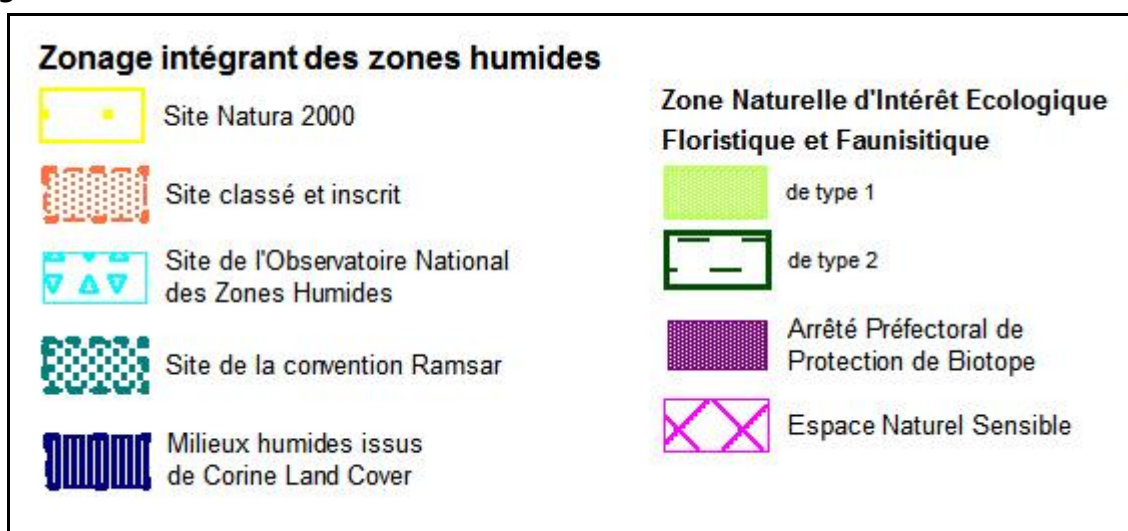 Zonage intégrant des zones humides
Site Natura 2000
Site classé et inscrit
Site de l'Observatoire National
des Zones Humides
Site de la convention Ramsar
Milieux humides issus
de Corine Land Cover
Zone Naturelle d'Intérêt Ecologique
Floristique et Faunisitique
de type 1
de type 2
Arrêté Préfectoral de
Protection de Biotope
Espace Naturel Sensible